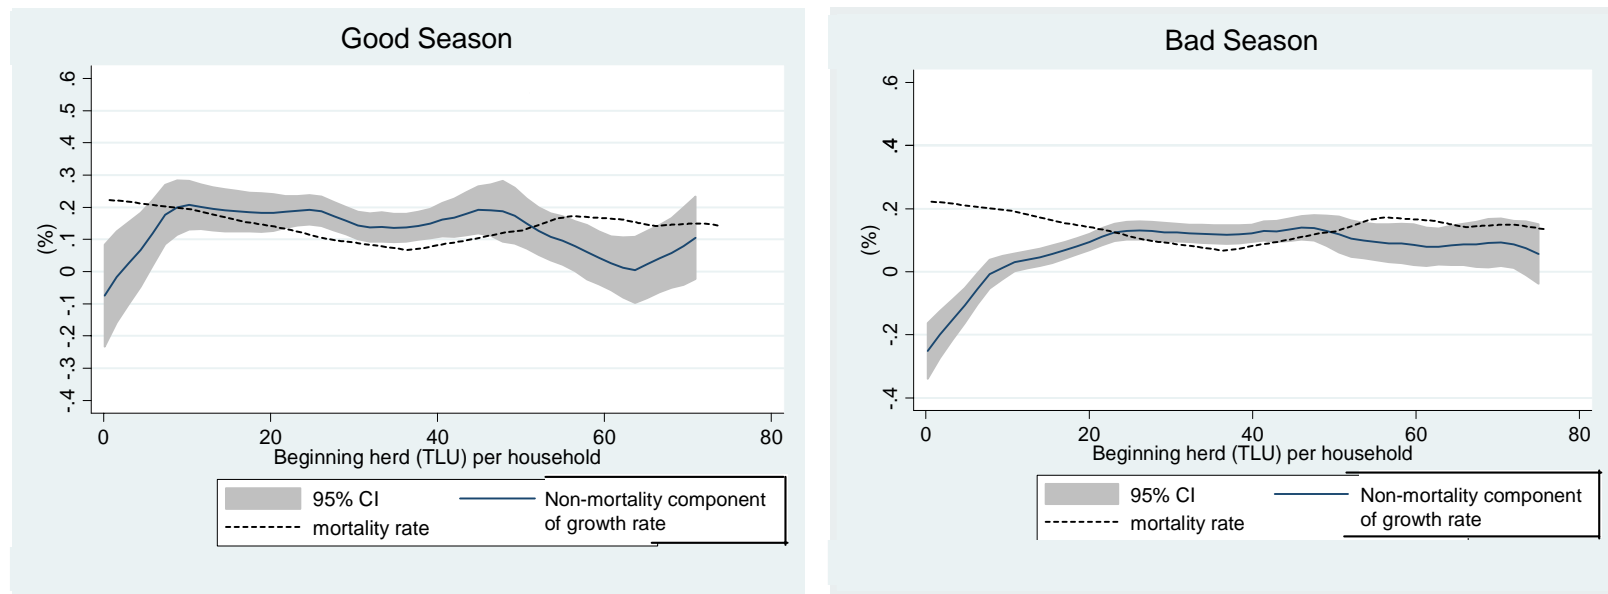 Good Season
(%)
.6
.5
.4
.3
.2
.1
0
-.1
-.2
-.3
-.4
0 20 40 60 80
Beginning herd (TLU) per household
95% CI
Non-mortality component
of growth rate
mortality rate
Bad Season
(%)
.6
.4
.2
0
-.2
-.4
0 20 40 60 80
Beginning herd (TLU) per household
95% CI
Non-mortality component
of growth rate
mortality rate